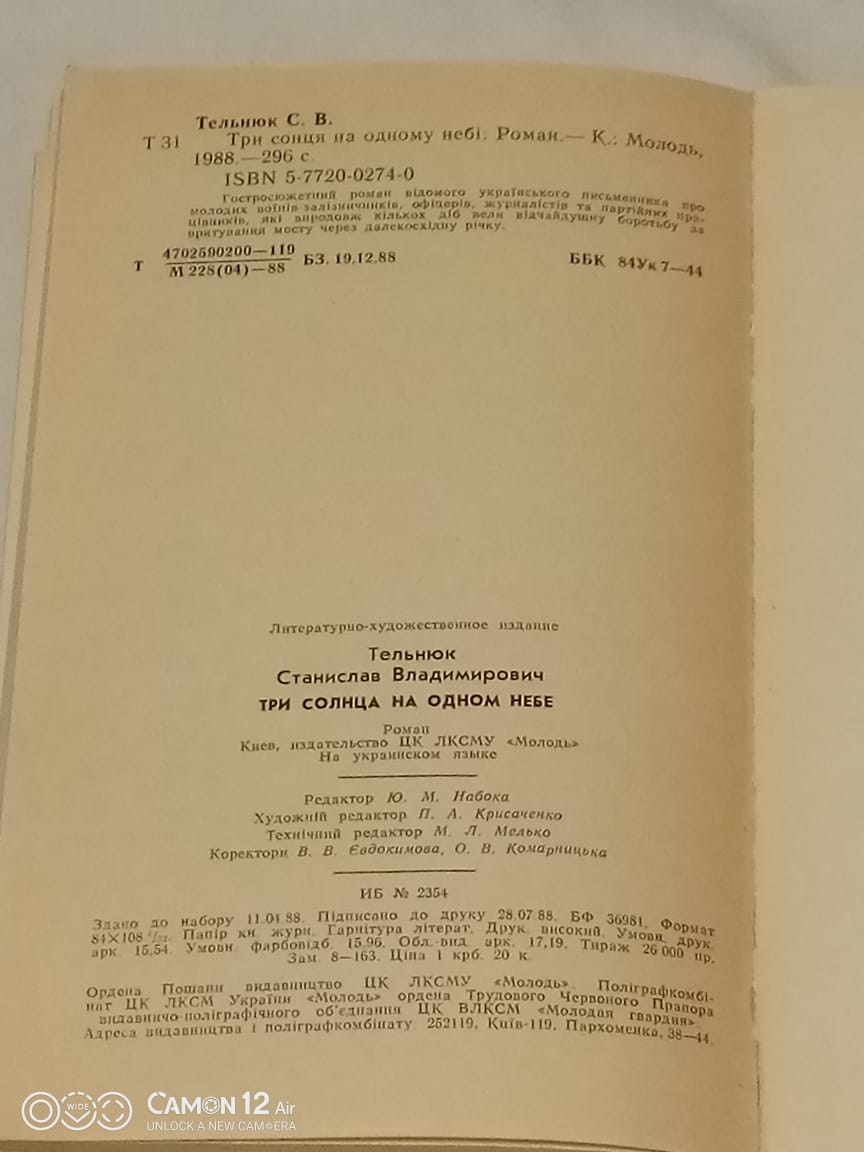 Тельнюк С. В.
Т 31 Три сонця на одному небі: Роман.— К.: Молодь,
1988.—296 с.
ISBN 5-7720-0274-0
Гостросюжетний роман відомого українського письменника про
молодих воїнів-залізничників, офіцерів, журналістів та партійних пра-
цівників, які впродовж кількох діб вели відчайдушну боротьбу за
врятування мосту через далекосхідну річку.
Т 4702590200—119 БЗ. 19.12.88 ББК 84Ук7—44
М 228(04)—88
Литературно-художественное издание
Тельнюк
Станислав Владимирович
ТРИ СОЛНЦА НА ОДНОМ НЕБЕ
Роман
Киев, издательство ЦК ЛКСМУ «Молодь»
На украинском языке
Редактор Ю. М. Набока
Художній редактор П. А. Крисаченко
Технічний редактор М. Л. Мелько
Коректори В. В. Євдокимова, О. В. Комарницька
ИБ № 2354
Здано до набору 11.04.88. Підписано до друку 28.07.88. БФ 36981. Формат
84×108 1/32. Папір кн. журн. Гарнітура літерат. Друк. високий. Умовн. друк.
арк. 15,54. Умовн. фарбовідб. 15,96. Обл.-вид. арк. 17,19. Тираж 26 000 пр.
Зам. 8—163. Ціна 1 крб. 20 к.
Ордена Пошани видавництво ЦК ЛКСМУ «Молодь». Поліграфкомбі-
нат ЦК ЛКСМ України «Молодь» ордена Трудового Червоного Прапора
видавничо-поліграфічного об'єднання ЦК ВЛКСМ «Молодая гвардия».
Адреса видавництва і поліграфкомбінату: 252119, Київ-119, Пархоменка, 38—44.
WIDE CAMON 12 Air
UNLOCK A NEW CAMERA